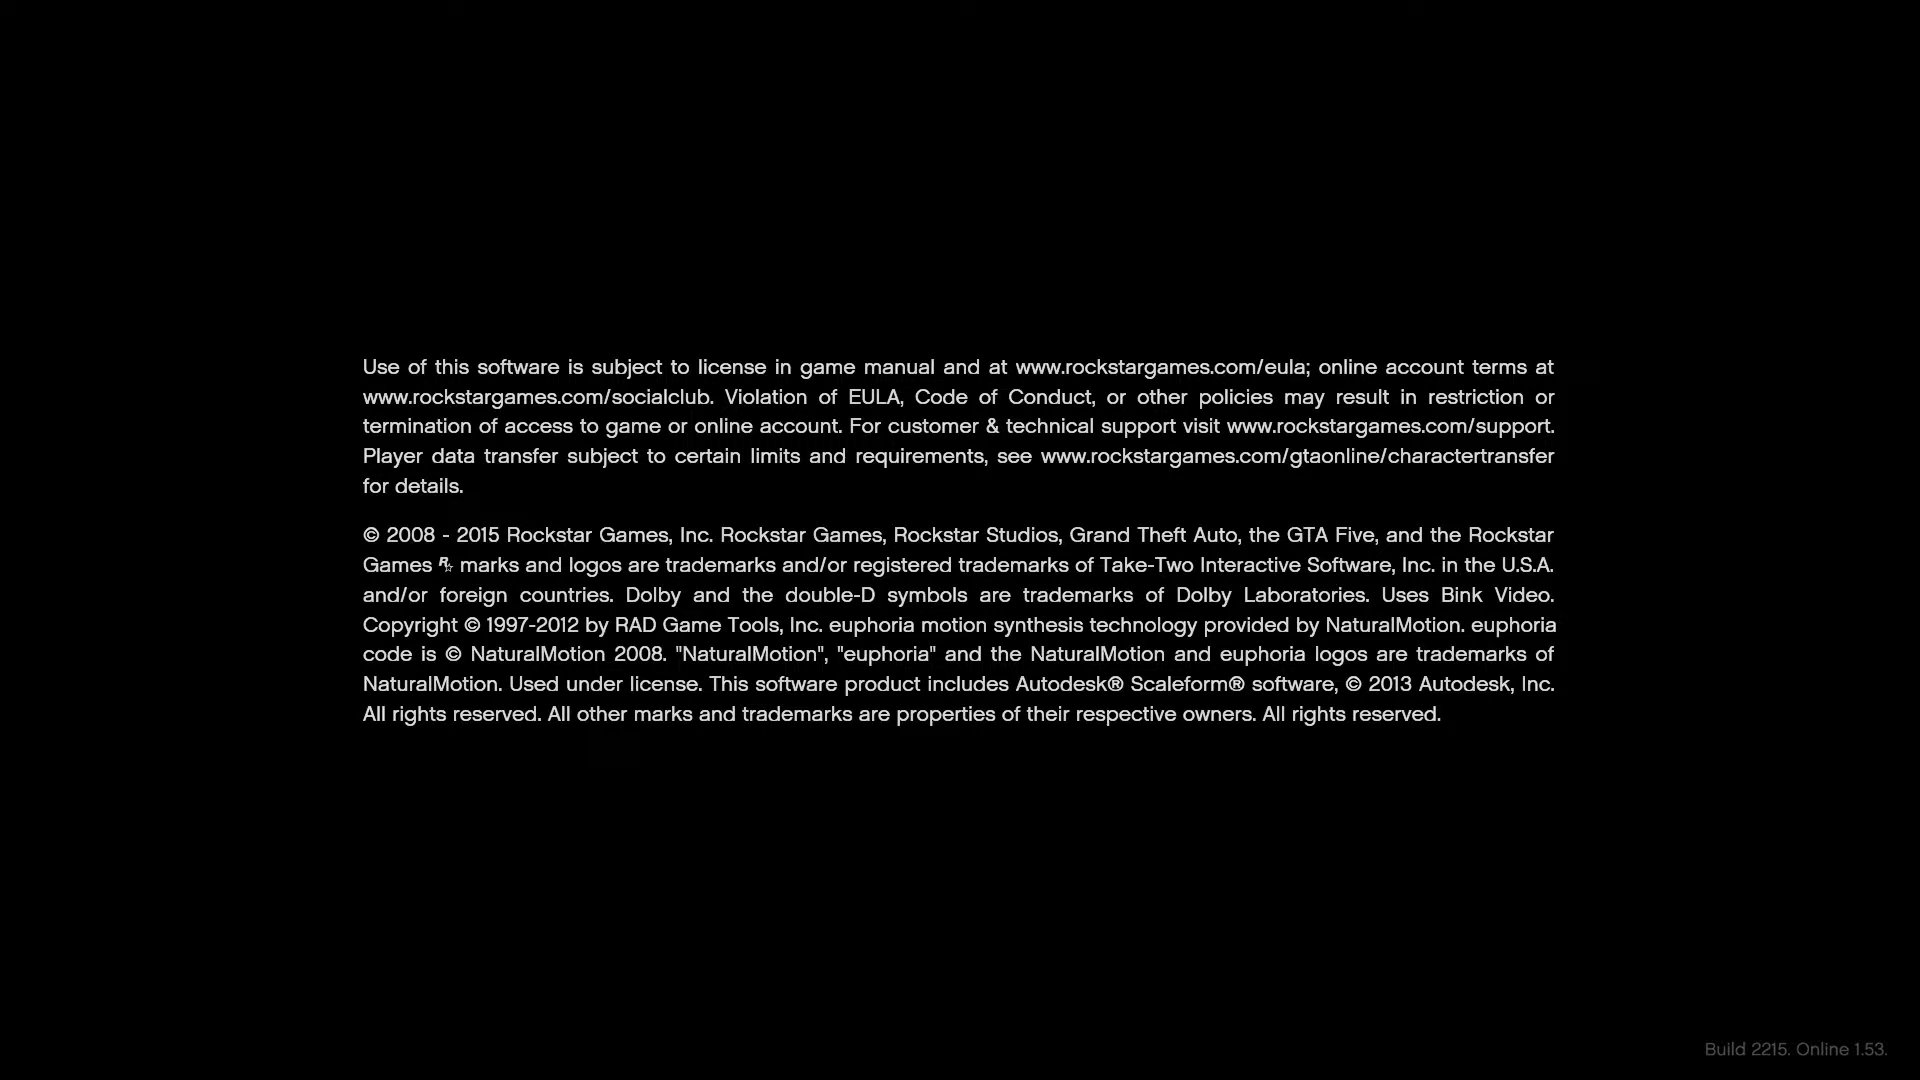 Use of this software is subject to license in game manual and at www.rockstargames.com/eula; online account terms at
www.rockstargames.com/socialclub. Violation of EULA, Code of Conduct, or other policies may result in restriction or
termination of access to game or online account. For customer & technical support visit www.rockstargames.com/support.
Player data transfer subject to certain limits and requirements, see www.rockstargames.com/gtaonline/charactertransfer
for details.
© 2008 - 2015 Rockstar Games, Inc. Rockstar Games, Rockstar Studios, Grand Theft Auto, the GTA Five, and the Rockstar
Games R☆ marks and logos are trademarks and/or registered trademarks of Take-Two Interactive Software, Inc. in the U.S.A.
and/or foreign countries. Dolby and the double-D symbols are trademarks of Dolby Laboratories. Uses Bink Video.
Copyright © 1997-2012 by RAD Game Tools, Inc. euphoria motion synthesis technology provided by NaturalMotion. euphoria
code is © NaturalMotion 2008. "NaturalMotion", "euphoria" and the NaturalMotion and euphoria logos are trademarks of
NaturalMotion. Used under license. This software product includes Autodesk® Scaleform® software, © 2013 Autodesk, Inc.
All rights reserved. All other marks and trademarks are properties of their respective owners. All rights reserved.
Build 2215. Online 1.53.